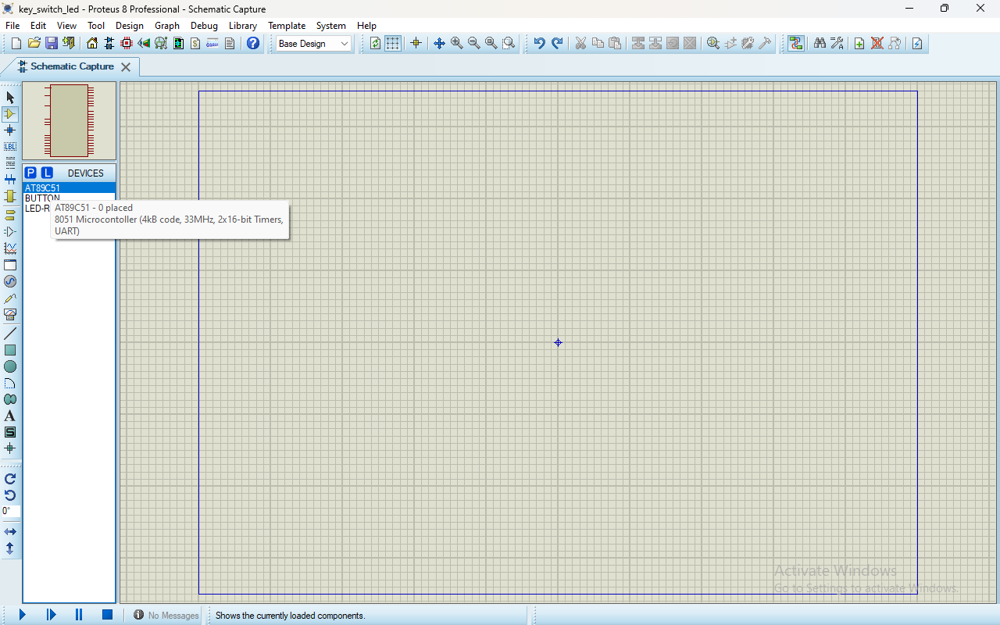 key_switch_led - Proteus 8 Professional - Schematic Capture
File Edit View Tool Design Graph Debug Library Template System Help
Base Design
Schematic Capture
P L DEVICES
AT89C51
BUTTON
LED-R
AT89C51 - 0 placed
8051 Microcontoller (4kB code, 33MHz, 2x16-bit Timers,
UART)
LBL
A
S
0°
Activate Windows
Go to Settings to activate Windows.
No Messages
Shows the currently loaded components.